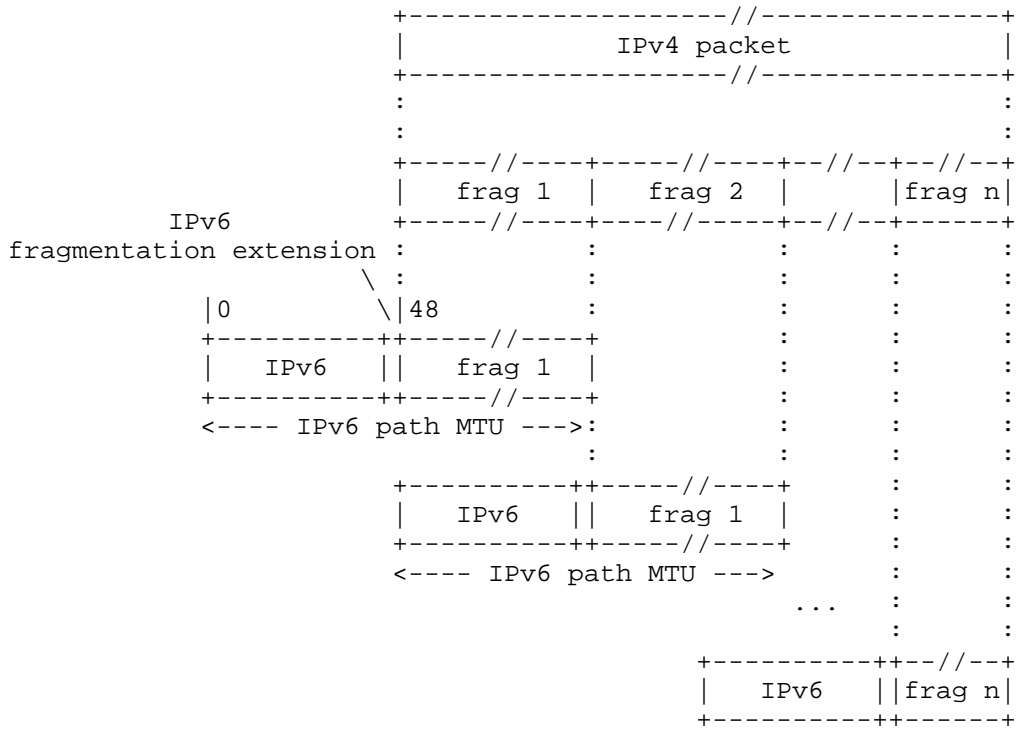 IPv4 packet
frag 1 frag 2 frag n
IPv6
fragmentation extension
0 48
IPv6 frag 1
<---- IPv6 path MTU --->
IPv6 frag 1
<---- IPv6 path MTU --->
...
IPv6 frag n